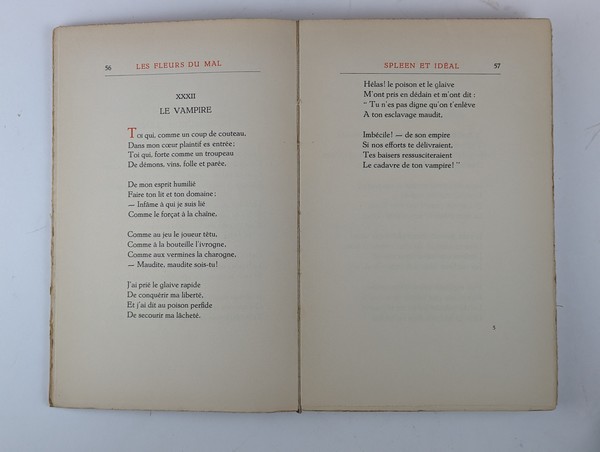 56
LES FLEURS DU MAL
XXXII
LE VAMPIRE
Toi qui, comme un coup de couteau,
Dans mon cœur plaintif es entrée;
Toi qui, forte comme un troupeau
De démons, vins, folle et parée,
De mon esprit humilié
Faire ton lit et ton domaine;
— Infâme à qui je suis lié
Comme le forçat à la chaîne,
Comme au jeu le joueur têtu,
Comme à la bouteille l'ivrogne,
Comme aux vermines la charogne,
— Maudite, maudite sois-tu!
J'ai prié le glaive rapide
De conquérir ma liberté,
Et j'ai dit au poison perfide
De secourir ma lâcheté.
SPLEEN ET IDÉAL
57
Hélas! le poison et le glaive
M'ont pris en dédain et m'ont dit :
“ Tu n'es pas digne qu'on t'enlève
A ton esclavage maudit,
Imbécile! — de son empire
Si nos efforts te délivraient,
Tes baisers ressusciteraient
Le cadavre de ton vampire! ”
5